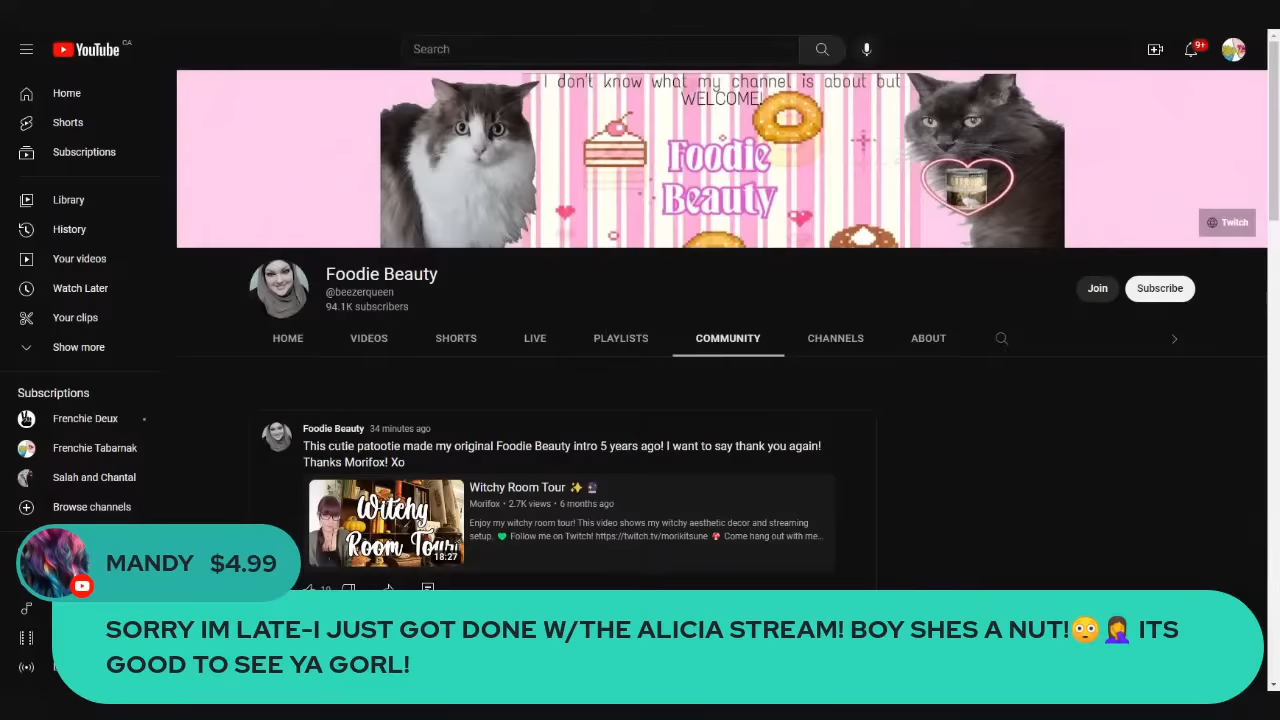 YouTube CA
Search
9+
Home
Shorts
Subscriptions
Library
History
Your videos
Watch Later
Your clips
Show more
Subscriptions
Frenchie Deux
Frenchie Tabarnak
Salah and Chantal
Browse channels
I don't know what my channel is about but
WELCOME!
Foodie
Beauty
Twitch
Foodie Beauty
@beezerqueen
94.1K subscribers
Join
Subscribe
HOME VIDEOS SHORTS LIVE PLAYLISTS COMMUNITY CHANNELS ABOUT
Foodie Beauty 34 minutes ago
This cutie patootie made my original Foodie Beauty intro 5 years ago! I want to say thank you again!
Thanks Morifox! Xo
Witchy
Room Tour
18:27
Witchy Room Tour ✨ 🔮
Morifox • 2.7K views • 6 months ago
Enjoy my witchy room tour! This video shows my witchy aesthetic decor and streaming
setup. 💚 Follow me on Twitch! https://twitch.tv/morikitsune 🍄 Come hang out with me...
19
MANDY $4.99
SORRY IM LATE-I JUST GOT DONE W/THE ALICIA STREAM! BOY SHES A NUT!😳🤦‍♀️ ITS
GOOD TO SEE YA GORL!